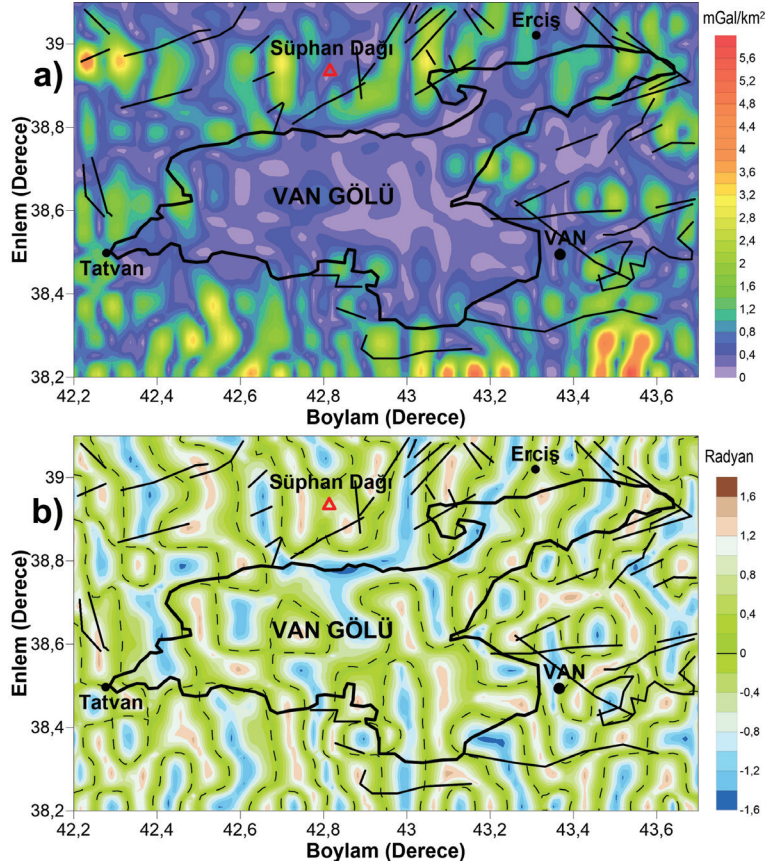 mGal/km²
39
38,8
38,6
38,4
38,2
Enlem (Derece)
a)
Süphan Dağı
Erciş
VAN GÖLÜ
VAN
Tatvan
5,6
5,2
4,8
4,4
4
3,6
3,2
2,8
2,4
2
1,6
1,2
0,8
0,4
0
42,2
42,4
42,6
42,8
43
43,2
43,4
43,6
Boylam (Derece)
Radyan
39
38,8
38,6
38,4
38,2
Enlem (Derece)
b)
Süphan Dağı
Erciş
VAN GÖLÜ
VAN
Tatvan
1,6
1,2
0,8
0,4
0
-0,4
-0,8
-1,2
-1,6
42,2
42,4
42,6
42,8
43
43,2
43,4
43,6
Boylam (Derece)